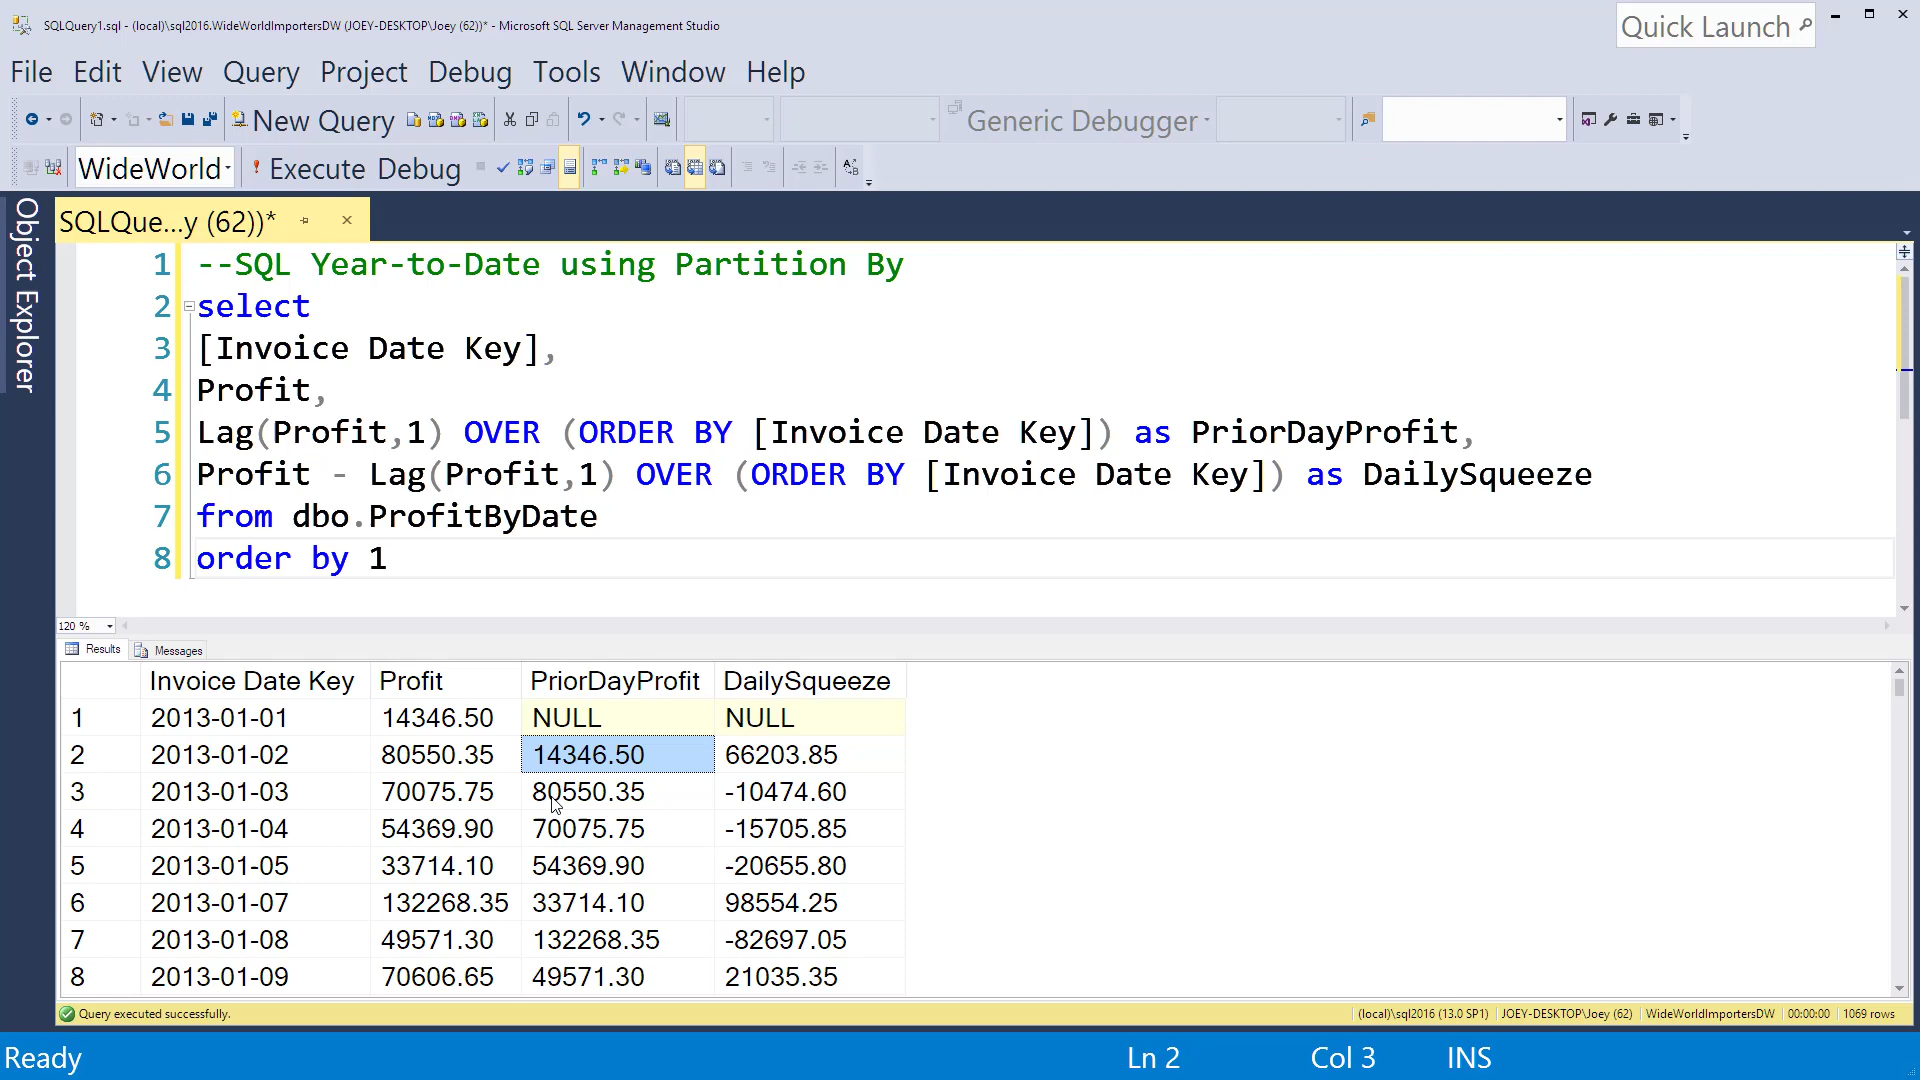 SQLQuery1.sql - (local)\sql2016.WideWorldImportersDW (JOEY-DESKTOP\Joey (62))* - Microsoft SQL Server Management Studio
Quick Launch
File Edit View Query Project Debug Tools Window Help
New Query
Generic Debugger
WideWorld
Execute Debug
Object Explorer
SQLQue...y (62))*
1 --SQL Year-to-Date using Partition By
2 select
3 [Invoice Date Key],
4 Profit,
5 Lag(Profit,1) OVER (ORDER BY [Invoice Date Key]) as PriorDayProfit,
6 Profit - Lag(Profit,1) OVER (ORDER BY [Invoice Date Key]) as DailySqueeze
7 from dbo.ProfitByDate
8 order by 1
120 %
Results Messages
Invoice Date Key Profit PriorDayProfit DailySqueeze
1 2013-01-01 14346.50 NULL NULL
2 2013-01-02 80550.35 14346.50 66203.85
3 2013-01-03 70075.75 80550.35 -10474.60
4 2013-01-04 54369.90 70075.75 -15705.85
5 2013-01-05 33714.10 54369.90 -20655.80
6 2013-01-07 132268.35 33714.10 98554.25
7 2013-01-08 49571.30 132268.35 -82697.05
8 2013-01-09 70606.65 49571.30 21035.35
Query executed successfully. (local)\sql2016 (13.0 SP1) JOEY-DESKTOP\Joey (62) WideWorldImportersDW 00:00:00 1069 rows
Ready Ln 2 Col 3 INS